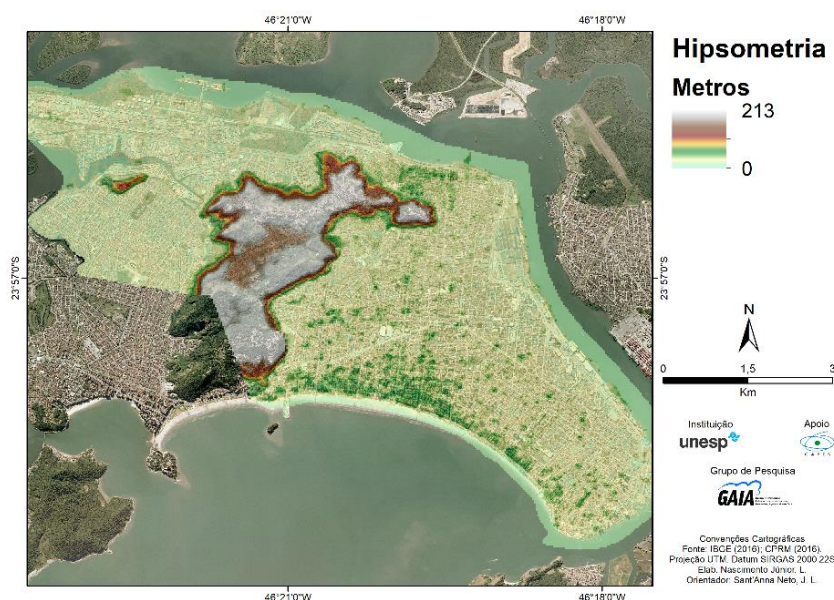 46°21'0"W
46°18'0"W
23°57'0"S
23°57'0"S
46°21'0"W
46°18'0"W
Hipsometria
Metros
213
0
N
0
1,5
3
Km
Instituição
Apoio
unesp
Grupo de Pesquisa
GAIA
Convenções Cartográficas
Fonte: IBGE (2016); CPRM (2016).
Projeção UTM, Datum SIRGAS 2000 22S
Elab. Nascimento Júnior, L.
Orientador: Sant'Anna Neto, J. L.